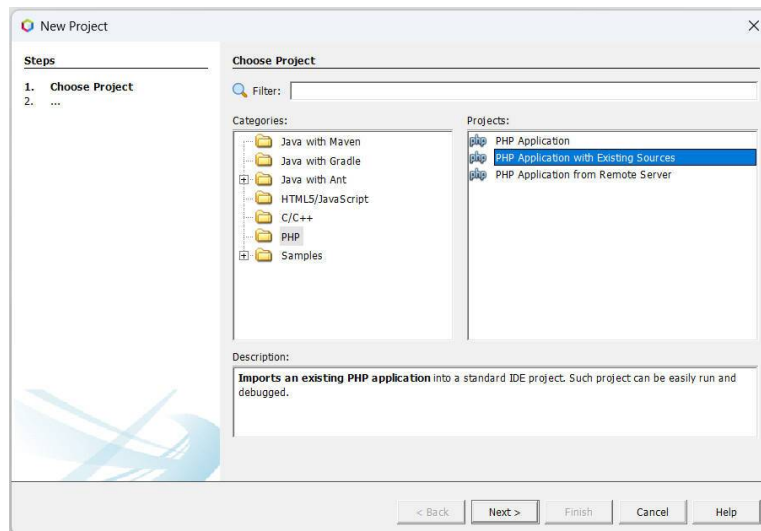 New Project
Steps
1. Choose Project
2. ...
Choose Project
Filter:
Categories:
Java with Maven
Java with Gradle
Java with Ant
HTML5/JavaScript
C/C++
PHP
Samples
Projects:
php PHP Application
php PHP Application with Existing Sources
php PHP Application from Remote Server
Description:
Imports an existing PHP application into a standard IDE project. Such project can be easily run and
debugged.
< Back Next > Finish Cancel Help